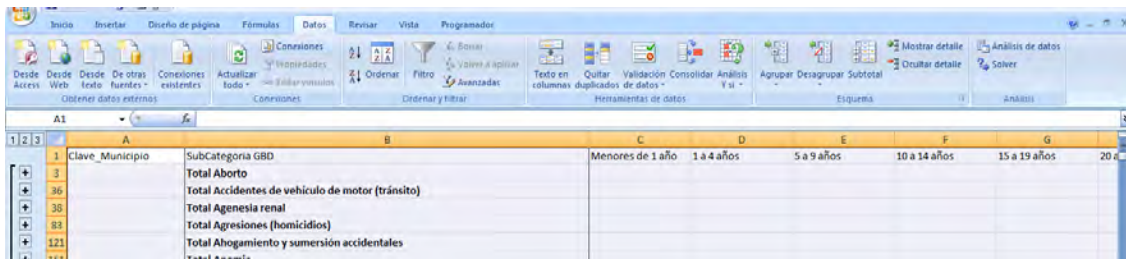 Inicio Insertar Diseño de página Fórmulas Datos Revisar Vista Programador
Conexiones Borrar Mostrar detalle Análisis de datos
Propiedades Volver a aplicar Ocultar detalle Solver
Desde Access Desde Web Desde texto De otras fuentes Conexiones existentes Actualizar todo Editar vínculos Ordenar Filtro Avanzadas Texto en columnas Quitar duplicados Validación de datos Consolidar Análisis Y si Agrupar Desagrupar Subtotal
Obtener datos externos Conexiones Ordenar y filtrar Herramientas de datos Esquema Análisis
A1 fx
1 2 3 A B C D E F G
1 Clave_Municipio SubCategoria GBD Menores de 1 año 1 a 4 años 5 a 9 años 10 a 14 años 15 a 19 años 20 a
3 Total Aborto
36 Total Accidentes de vehículo de motor (tránsito)
38 Total Agenesia renal
83 Total Agresiones (homicidios)
121 Total Ahogamiento y sumersión accidentales